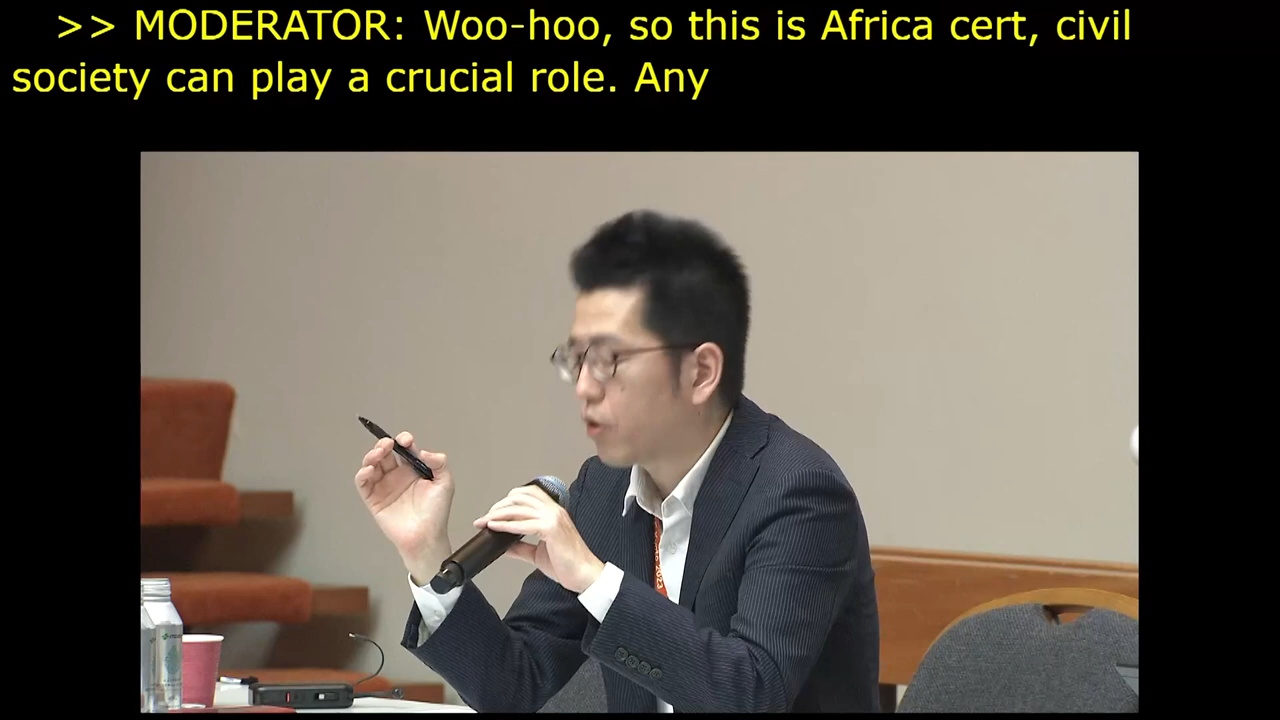 >> MODERATOR: Woo-hoo, so this is Africa cert, civil
society can play a crucial role. Any